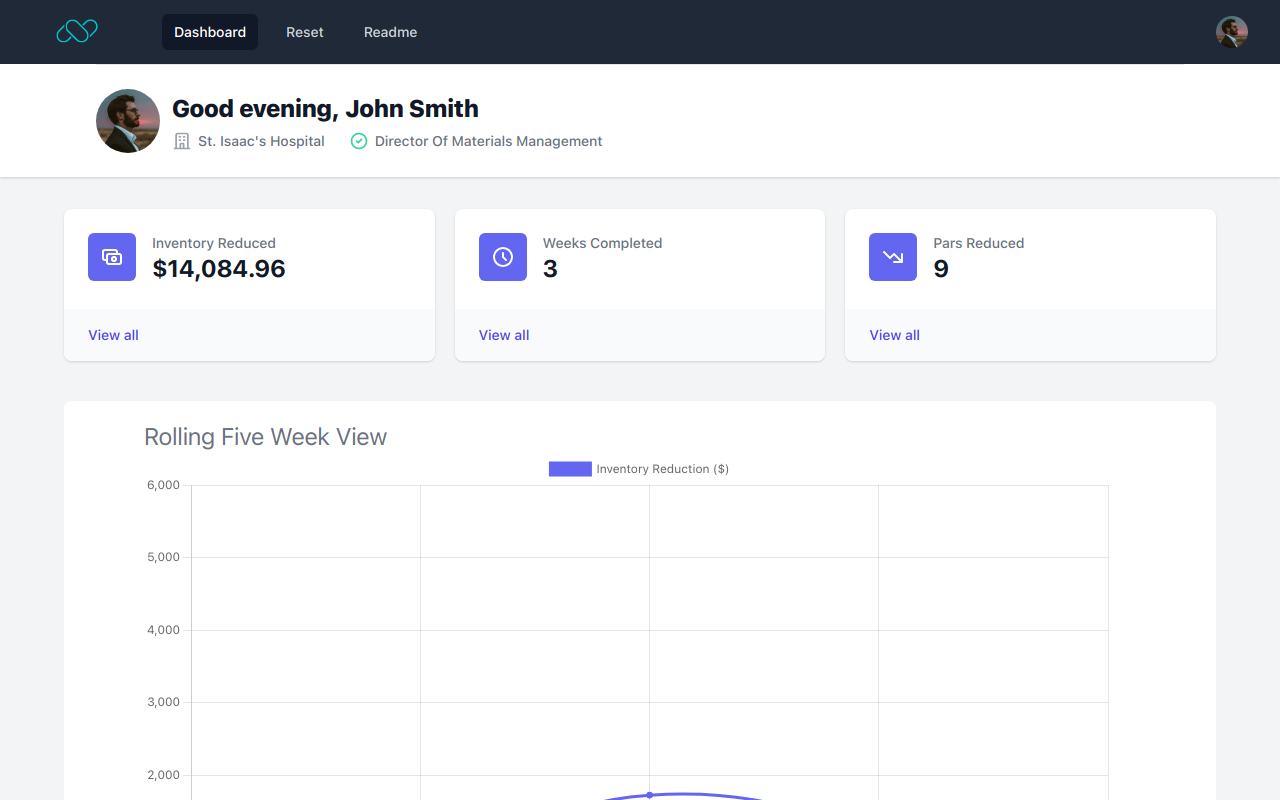 Dashboard Reset Readme
Good evening, John Smith
St. Isaac's Hospital Director Of Materials Management
Inventory Reduced
$14,084.96
View all
Weeks Completed
3
View all
Pars Reduced
9
View all
Rolling Five Week View
Inventory Reduction ($)
6,000
5,000
4,000
3,000
2,000